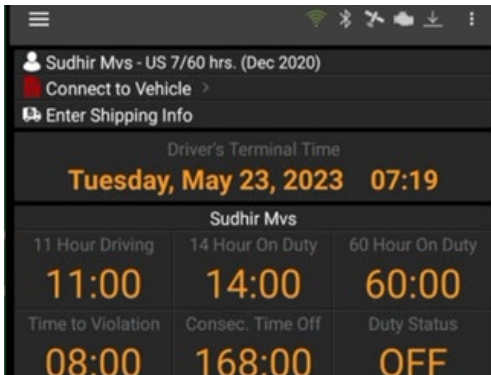 Sudhir Mvs - US 7/60 hrs. (Dec 2020)
Connect to Vehicle >
Enter Shipping Info
Driver's Terminal Time
Tuesday, May 23, 2023 07:19
Sudhir Mvs
11 Hour Driving 14 Hour On Duty 60 Hour On Duty
11:00 14:00 60:00
Time to Violation Consec. Time Off Duty Status
08:00 168:00 OFF